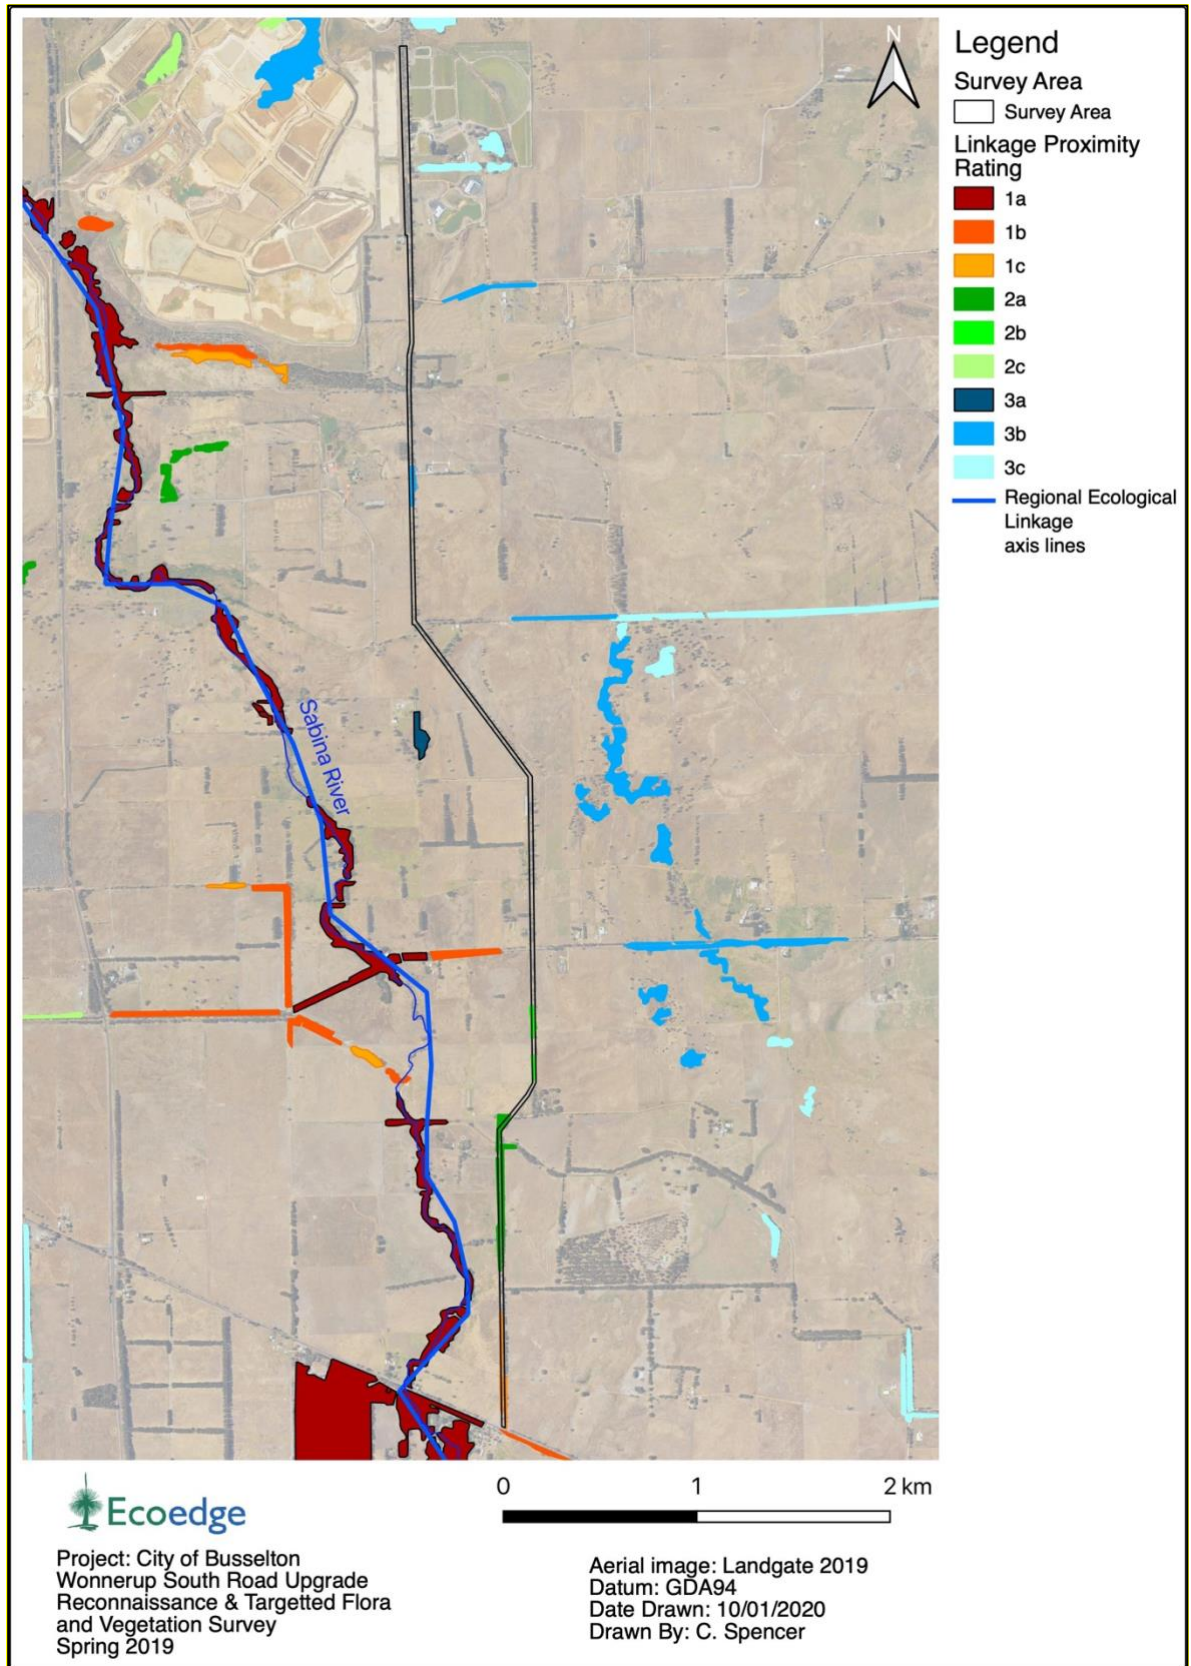 N
Legend
Survey Area
Survey Area
Linkage Proximity
Rating
1a
1b
1c
2a
2b
2c
3a
3b
3c
Regional Ecological
Linkage
axis lines
Sabina River
0 1 2 km
Ecoedge
Project: City of Busselton
Wonnerup South Road Upgrade
Reconnaissance & Targetted Flora
and Vegetation Survey
Spring 2019
Aerial image: Landgate 2019
Datum: GDA94
Date Drawn: 10/01/2020
Drawn By: C. Spencer